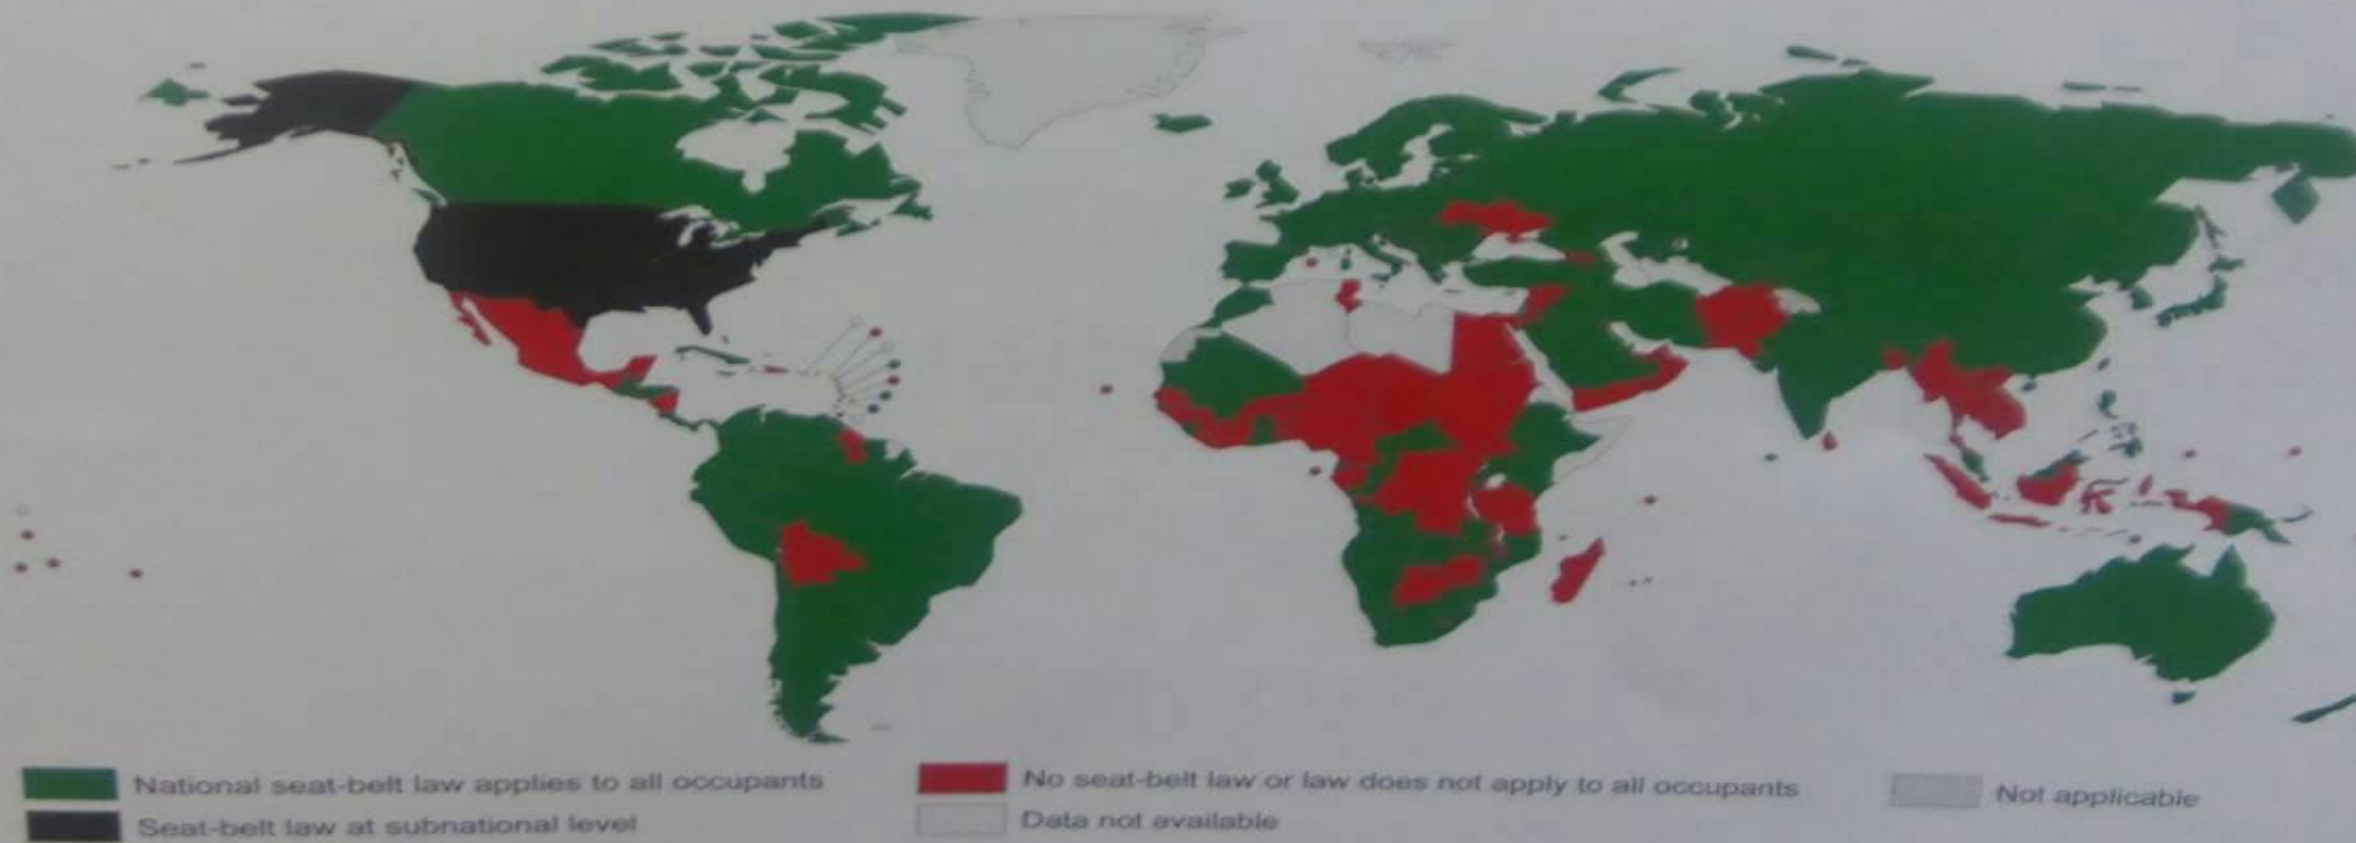 National seat-belt law applies to all occupants
Seat-belt law at subnational level
No seat-belt law or law does not apply to all occupants
Data not available
Not applicable